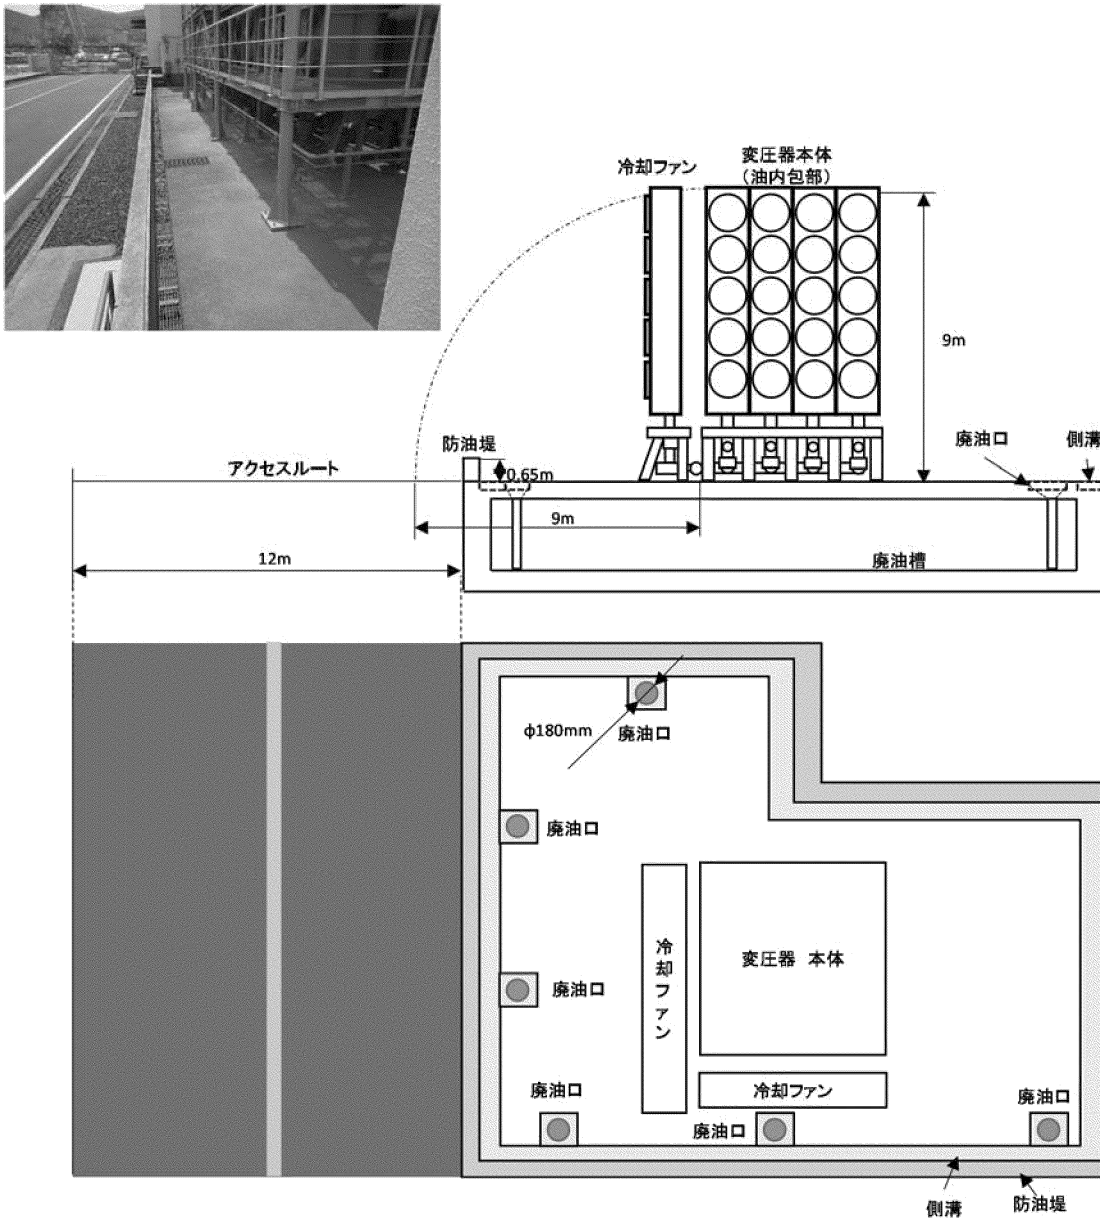 冷却ファン
変圧器本体
（油内包部）
9m
防油堤
廃油口
側溝
アクセスルート
0.65m
9m
12m
廃油槽
φ180mm
廃油口
廃油口
冷却ファン
変圧器 本体
廃油口
廃油口
冷却ファン
廃油口
廃油口
側溝
防油堤